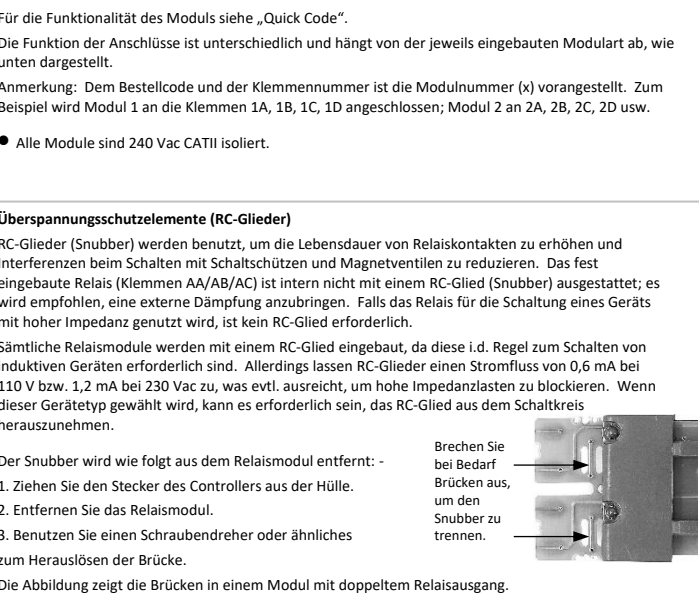 Für die Funktionalität des Moduls siehe „Quick Code“.
Die Funktion der Anschlüsse ist unterschiedlich und hängt von der jeweils eingebauten Modulart ab, wie
unten dargestellt.
Anmerkung: Dem Bestellcode und der Klemmennummer ist die Modulnummer (x) vorangestellt. Zum
Beispiel wird Modul 1 an die Klemmen 1A, 1B, 1C, 1D angeschlossen; Modul 2 an 2A, 2B, 2C, 2D usw.
● Alle Module sind 240 Vac CATII isoliert.
Überspannungsschutzelemente (RC-Glieder)
RC-Glieder (Snubber) werden benutzt, um die Lebensdauer von Relaiskontakten zu erhöhen und
Interferenzen beim Schalten mit Schaltschützen und Magnetventilen zu reduzieren. Das fest
eingebaute Relais (Klemmen AA/AB/AC) ist intern nicht mit einem RC-Glied (Snubber) ausgestattet; es
wird empfohlen, eine externe Dämpfung anzubringen. Falls das Relais für die Schaltung eines Geräts
mit hoher Impedanz genutzt wird, ist kein RC-Glied erforderlich.
Sämtliche Relaismodule werden mit einem RC-Glied eingebaut, da diese i.d. Regel zum Schalten von
induktiven Geräten erforderlich sind. Allerdings lassen RC-Glieder einen Stromfluss von 0,6 mA bei
110 V bzw. 1,2 mA bei 230 Vac zu, was evtl. ausreicht, um hohe Impedanzlasten zu blockieren. Wenn
dieser Gerätetyp gewählt wird, kann es erforderlich sein, das RC-Glied aus dem Schaltkreis
herauszunehmen.
Der Snubber wird wie folgt aus dem Relaismodul entfernt: -
1. Ziehen Sie den Stecker des Controllers aus der Hülle.
2. Entfernen Sie das Relaismodul.
3. Benutzen Sie einen Schraubendreher oder ähnliches
zum Herauslösen der Brücke.
Die Abbildung zeigt die Brücken in einem Modul mit doppeltem Relaisausgang.
Brechen Sie
bei Bedarf
Brücken aus,
um den
Snubber zu
trennen.